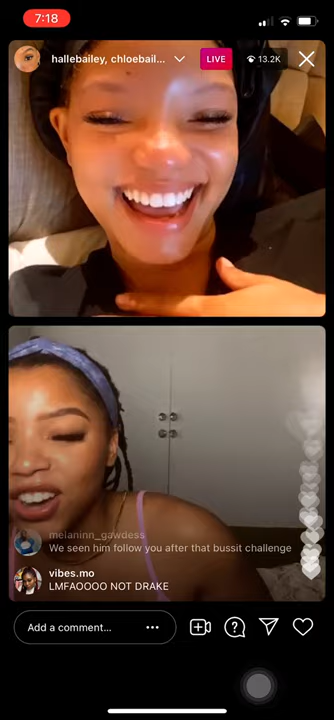 7:18
hallebailey, chloebail...
LIVE
13.2K
melaninn_gawdess
We seen him follow you after that bussit challenge
vibes.mo
LMFAOOOO NOT DRAKE
Add a comment...